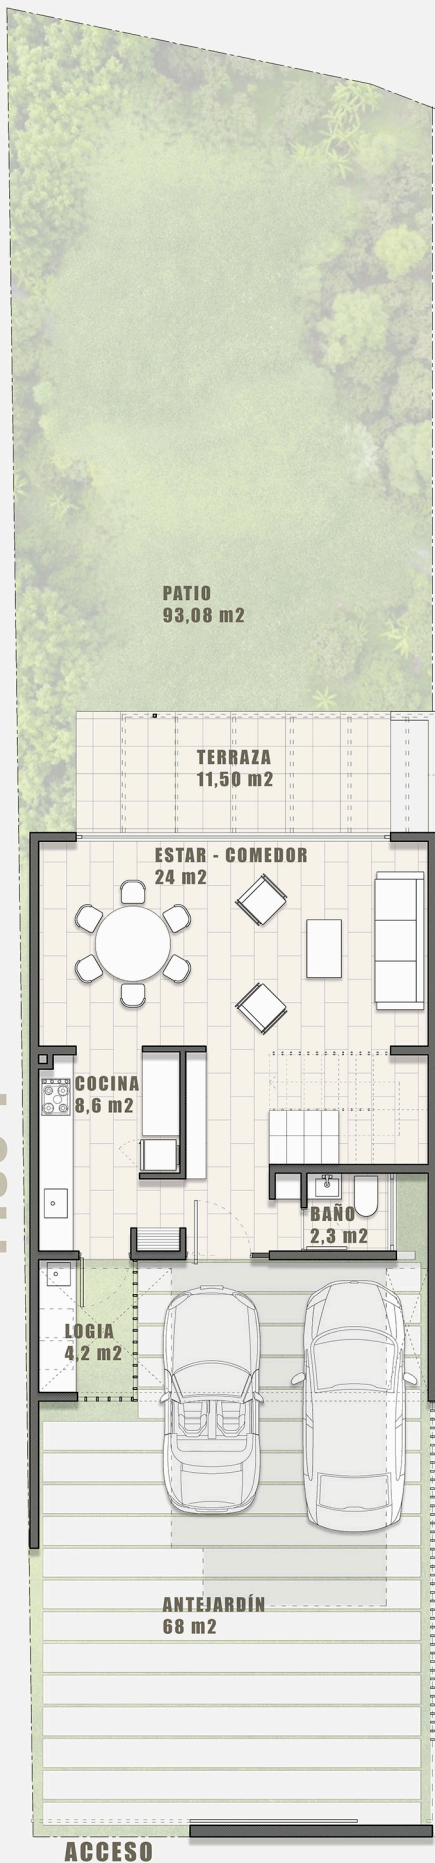 PATIO
93,08 m2
TERRAZA
11,50 m2
ESTAR - COMEDOR
24 m2
COCINA
8,6 m2
BAÑO
2,3 m2
LOGIA
4,2 m2
ANTEJARDÍN
68 m2
ACCESO